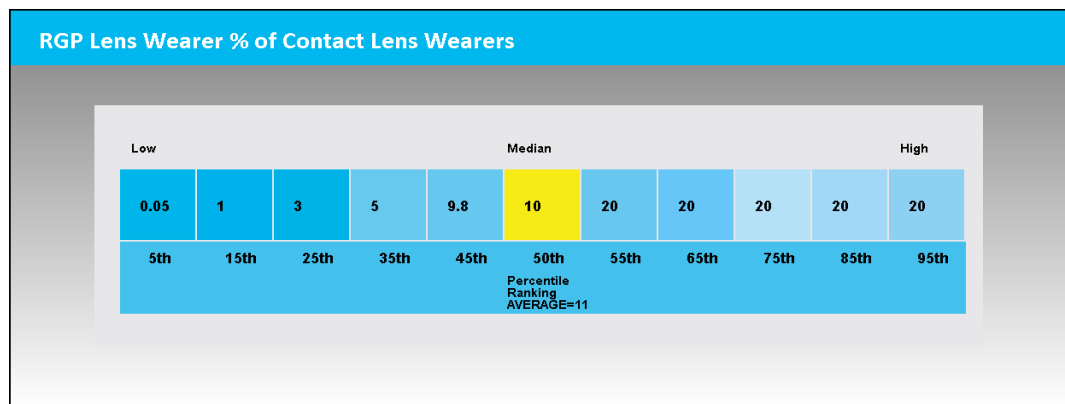 RGP Lens Wearer % of Contact Lens Wearers
Low Median High
0.05 1 3 5 9.8 10 20 20 20 20 20
5th 15th 25th 35th 45th 50th 55th 65th 75th 85th 95th
Percentile
Ranking
AVERAGE=11